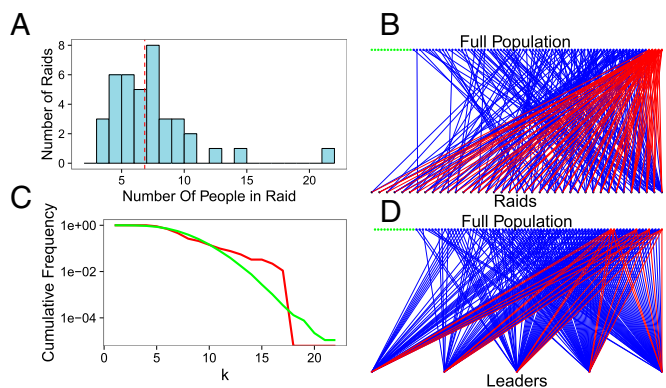 A
Number of Raids
8
6
4
2
0
5
10
15
20
Number Of People in Raid
B
Full Population
Raids
C
Cumulative Frequency
1e+00
1e−02
1e−04
0
5
10
15
20
k
D
Full Population
Leaders